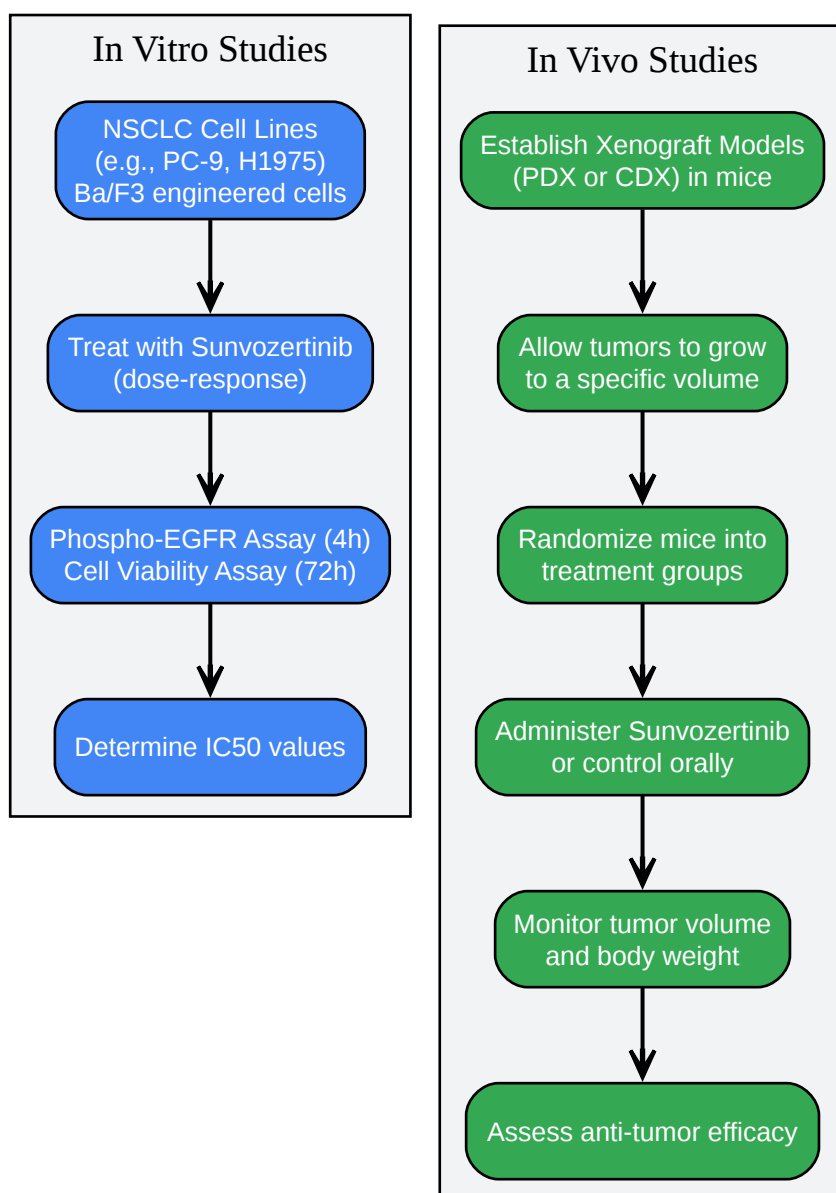 In Vitro Studies
NSCLC Cell Lines
(e.g., PC-9, H1975)
Ba/F3 engineered cells
Treat with Sunvozertinib
(dose-response)
Phospho-EGFR Assay (4h)
Cell Viability Assay (72h)
Determine IC50 values
In Vivo Studies
Establish Xenograft Models
(PDX or CDX) in mice
Allow tumors to grow
to a specific volume
Randomize mice into
treatment groups
Administer Sunvozertinib
or control orally
Monitor tumor volume
and body weight
Assess anti-tumor efficacy